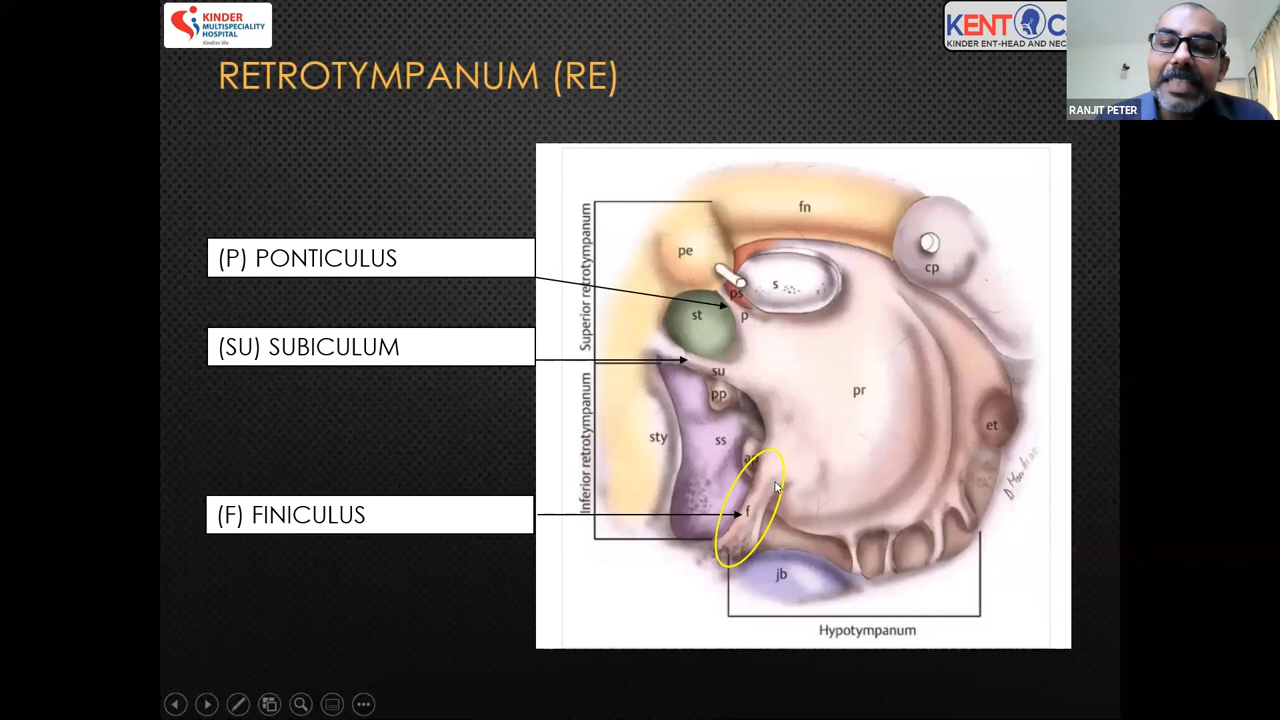 KINDER
MULTISPECIALITY
HOSPITAL
KENT
KINDER ENT-HEAD AND NEC
RANJIT PETER
RETROTYMPANUM (RE)
(P) PONTICULUS
(SU) SUBICULUM
(F) FINICULUS
Superior retrotympanum
Inferior retrotympanum
fn
pe
cp
s
ps
st
p
su
pp
pr
et
sty
ss
f
jb
Hypotympanum